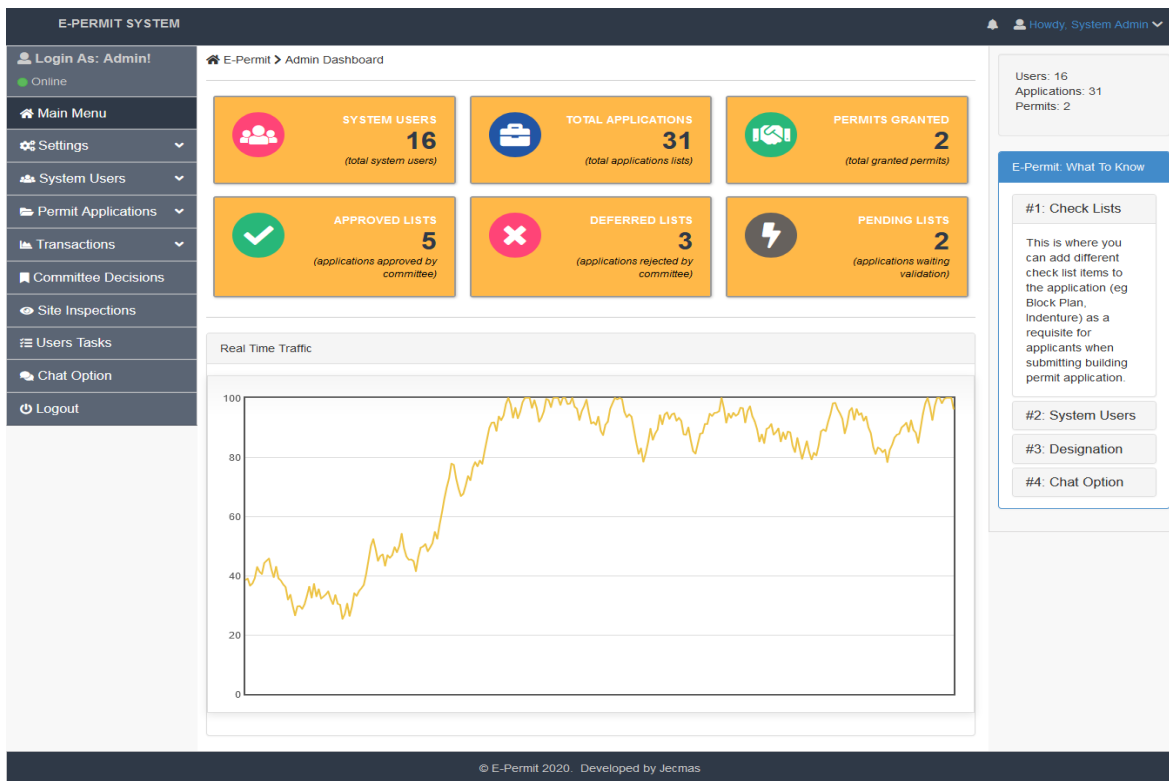 E-PERMIT SYSTEM
Howdy, System Admin
Login As: Admin!
Online
Main Menu
Settings
System Users
Permit Applications
Transactions
Committee Decisions
Site Inspections
Users Tasks
Chat Option
Logout
E-Permit Admin Dashboard
SYSTEM USERS
16
(total system users)
TOTAL APPLICATIONS
31
(total applications lists)
PERMITS GRANTED
2
(total granted permits)
APPROVED LISTS
5
(applications approved by
committee)
DEFERRED LISTS
3
(applications rejected by
committee)
PENDING LISTS
2
(applications waiting
validation)
Real Time Traffic
100
80
60
40
20
0
Users: 16
Applications: 31
Permits: 2
E-Permit: What To Know
#1: Check Lists
This is where you
can add different
check list items to
the application (eg
Block Plan,
Indenture) as a
requisite for
applicants when
submitting building
permit application.
#2: System Users
#3: Designation
#4: Chat Option
© E-Permit 2020. Developed by Jecmas